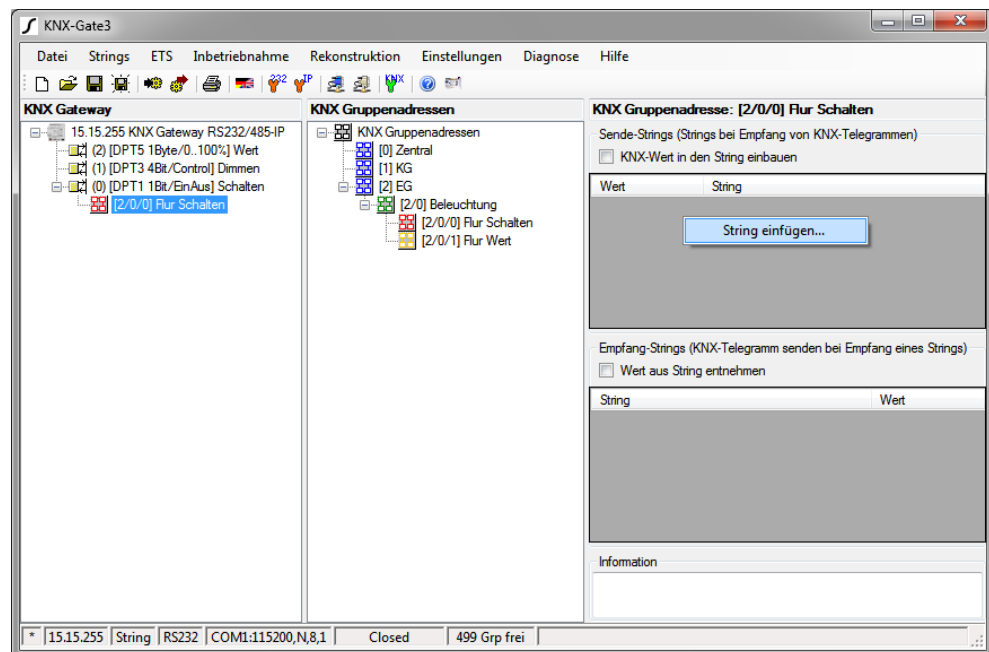 KNX-Gate3
Datei Strings ETS Inbetriebnahme Rekonstruktion Einstellungen Diagnose Hilfe
232 IP KNX
KNX Gateway
15.15.255 KNX Gateway RS232/485-IP
(2) [DPT5 1Byte/0..100%] Wert
(1) [DPT3 4Bit/Control] Dimmen
(0) [DPT1 1Bit/EinAus] Schalten
[2/0/0] Flur Schalten
KNX Gruppenadressen
KNX Gruppenadressen
[0] Zentral
[1] KG
[2] EG
[2/0] Beleuchtung
[2/0/0] Flur Schalten
[2/0/1] Flur Wert
KNX Gruppenadresse: [2/0/0] Flur Schalten
Sende-Strings (Strings bei Empfang von KNX-Telegrammen)
KNX-Wert in den String einbauen
Wert String
String einfügen...
Empfang-Strings (KNX-Telegramm senden bei Empfang eines Strings)
Wert aus String entnehmen
String Wert
Information
* 15.15.255 String RS232 COM1:115200,N,8,1 Closed 499 Grp frei